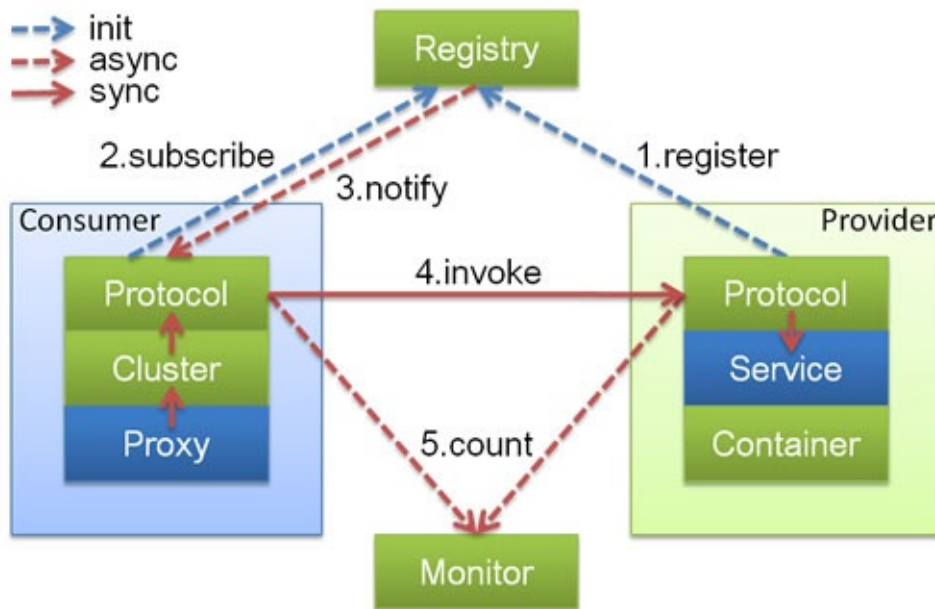 init
async
sync
Registry
2.subscribe
1.register
3.notify
Consumer
Provider
4.invoke
Protocol
Protocol
Cluster
Service
Proxy
Container
5.count
Monitor